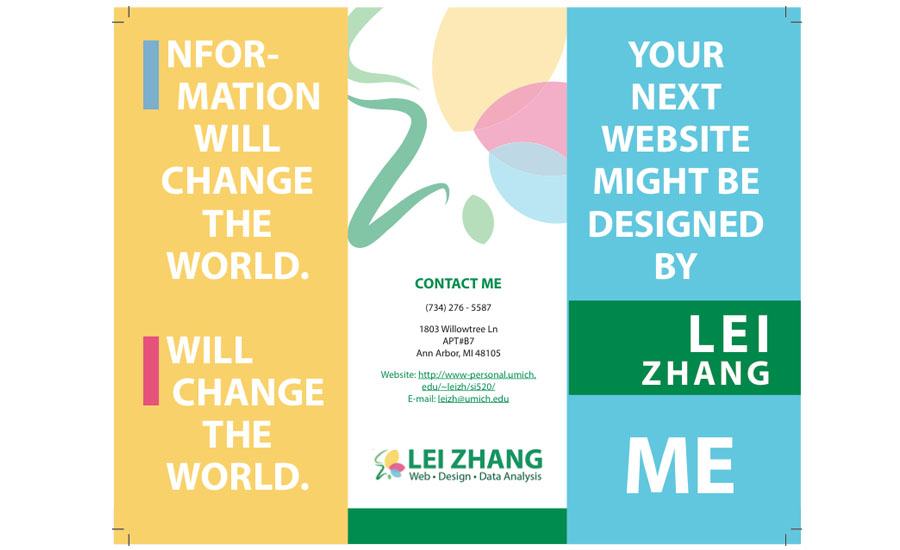 INFOR-
MATION
WILL
CHANGE
THE
WORLD.
I WILL
CHANGE
THE
WORLD.
CONTACT ME
(734) 276 - 5587
1803 Willowtree Ln
APT#B7
Ann Arbor, MI 48105
Website: http://www-personal.umich.
edu/~leizh/si520/
E-mail: leizh@umich.edu
LEI ZHANG
Web • Design • Data Analysis
YOUR
NEXT
WEBSITE
MIGHT BE
DESIGNED
BY
LEI
ZHANG
ME